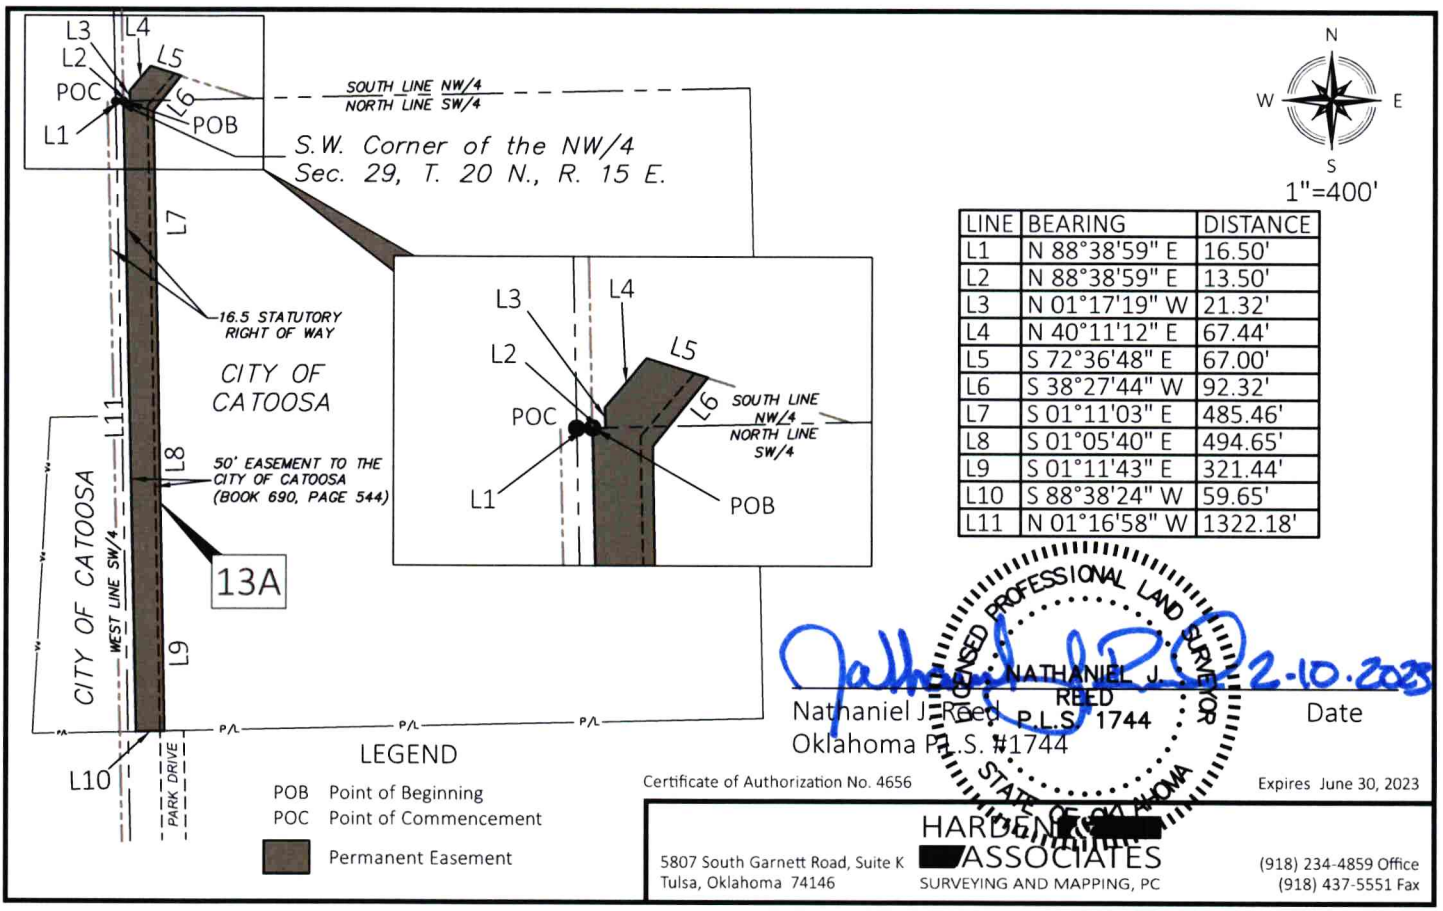 L3
L4
L2
L5
POC
L6
L1
POB
SOUTH LINE NW/4
NORTH LINE SW/4
S.W. Corner of the NW/4
Sec. 29, T. 20 N., R. 15 E.
N
W E
S
1"=400'
L7
16.5 STATUTORY
RIGHT OF WAY
CITY OF
CATOOSA
L11
L8
50' EASEMENT TO THE
CITY OF CATOOSA
(BOOK 690, PAGE 544)
CITY OF CATOOSA
WEST LINE SW/4
13A
L9
L10
PARK DRIVE
P/L
P/L
P/L
L3
L4
L5
L2
L6
SOUTH LINE
NW/4
NORTH LINE
SW/4
POC
L1
POB
LINE BEARING DISTANCE
L1 N 88°38'59" E 16.50'
L2 N 88°38'59" E 13.50'
L3 N 01°17'19" W 21.32'
L4 N 40°11'12" E 67.44'
L5 S 72°36'48" E 67.00'
L6 S 38°27'44" W 92.32'
L7 S 01°11'03" E 485.46'
L8 S 01°05'40" E 494.65'
L9 S 01°11'43" E 321.44'
L10 S 88°38'24" W 59.65'
L11 N 01°16'58" W 1322.18'
LICENSED PROFESSIONAL LAND SURVEYOR
NATHANIEL J.
REED
P.L.S. 1744
STATE OF OKLAHOMA
2-10-2023
Nathaniel J. Reed
Date
Oklahoma P.L.S. #1744
LEGEND
POB Point of Beginning
POC Point of Commencement
Permanent Easement
Certificate of Authorization No. 4656
Expires June 30, 2023
5807 South Garnett Road, Suite K
Tulsa, Oklahoma 74146
HARDEN &
ASSOCIATES
SURVEYING AND MAPPING, PC
(918) 234-4859 Office
(918) 437-5551 Fax